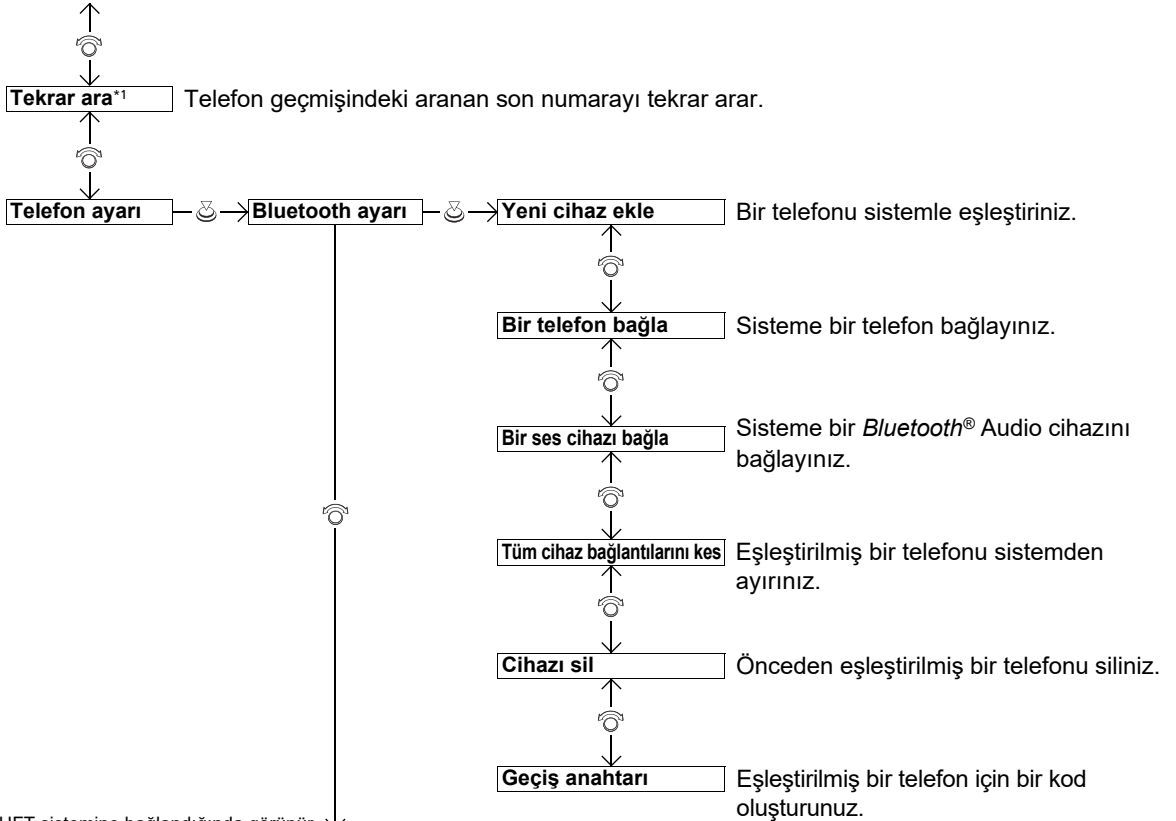 Tekrar ara*1 Telefon geçmişindeki aranan son numarayı tekrar arar.
Telefon ayarı Bluetooth ayarı Yeni cihaz ekle Bir telefonu sistemle eşleştiriniz.
Bir telefon bağla Sisteme bir telefon bağlayınız.
Bir ses cihazı bağla Sisteme bir Bluetooth® Audio cihazını
bağlayınız.
Tüm cihaz bağlantılarını kes Eşleştirilmiş bir telefonu sistemden
ayırınız.
Cihazı sil Önceden eşleştirilmiş bir telefonu siliniz.
Geçiş anahtarı Eşleştirilmiş bir telefon için bir kod
oluşturunuz.